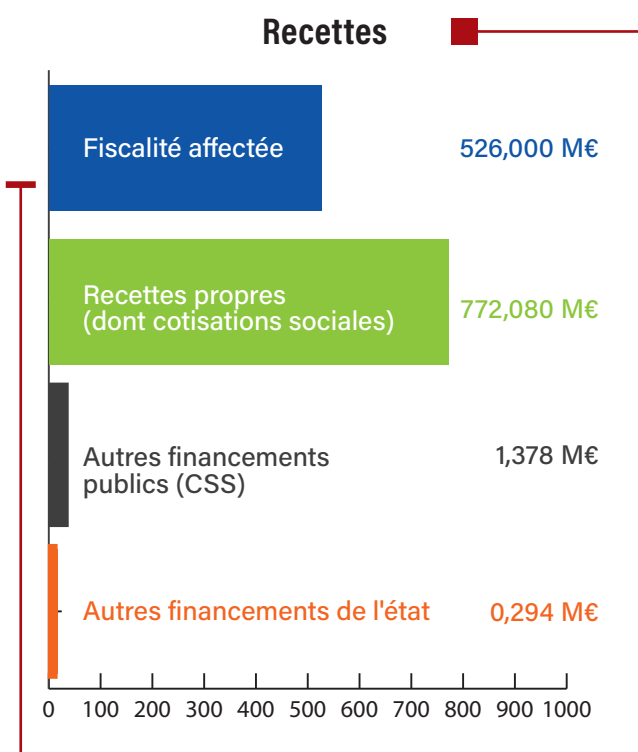 Recettes
Fiscalité affectée
526,000 M€
Recettes propres
(dont cotisations sociales)
772,080 M€
Autres financements
publics (CSS)
1,378 M€
Autres financements de l'état
0,294 M€
0 100 200 300 400 500 600 700 800 900 1000